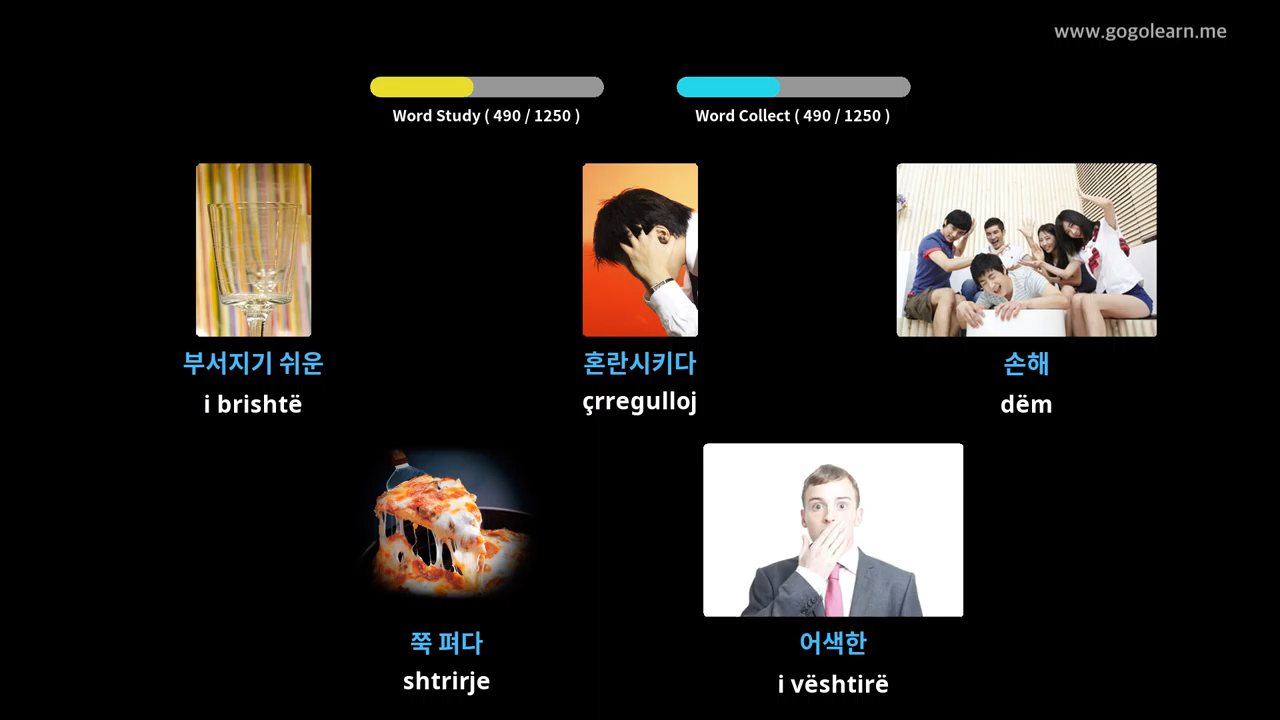 www.gogolearn.me
Word Study ( 490 / 1250 )
Word Collect ( 490 / 1250 )
부서지기 쉬운
i brishtë
혼란시키다
çrregulloj
손해
dëm
쭉 펴다
shtrirje
어색한
i vështirë